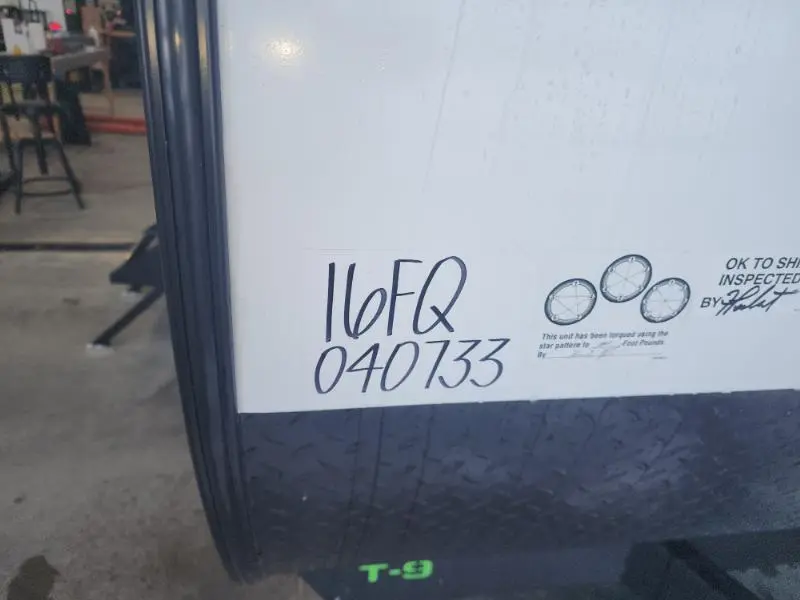 16FQ
040733
This unit has been torqued using the
star pattern to Foot Pounds
By
OK TO SHI
INSPECTED
BY
T-9